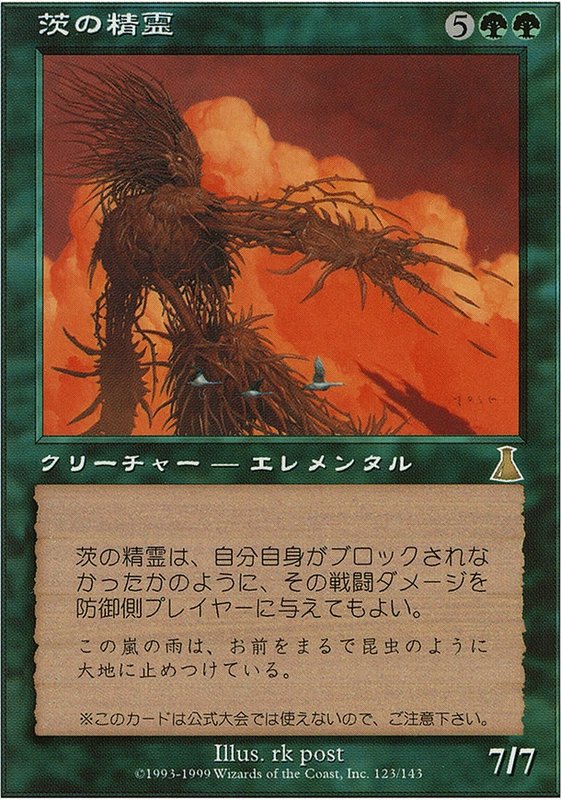 茨の精霊 5
クリーチャー — エレメンタル
茨の精霊は、自分自身がブロックされな
かったかのように、その戦闘ダメージを
防御側プレイヤーに与えてもよい。
この嵐の雨は、お前をまるで昆虫のように
大地に止めつけている。
※このカードは公式大会では使えないので、ご注意下さい。
Illus. rk post
©1993-1999 Wizards of the Coast, Inc. 123/143
7/7